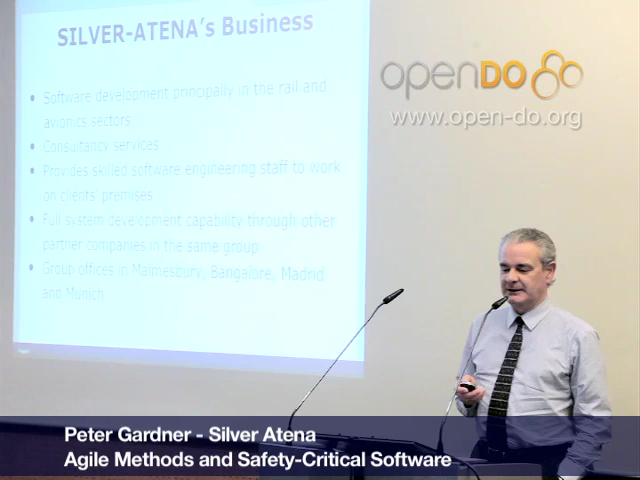 SILVER-ATENA's Business
• Software development principally in the rail and
avionics sectors
• Consultancy services
• Provides skilled software engineering staff to work
on clients' premises
• Full system development capability through other
partner companies in the same group
• Group offices in Malmesbury, Bangalore, Madrid
and Munich
openDO
www.open-do.org
Peter Gardner - Silver Atena
Agile Methods and Safety-Critical Software